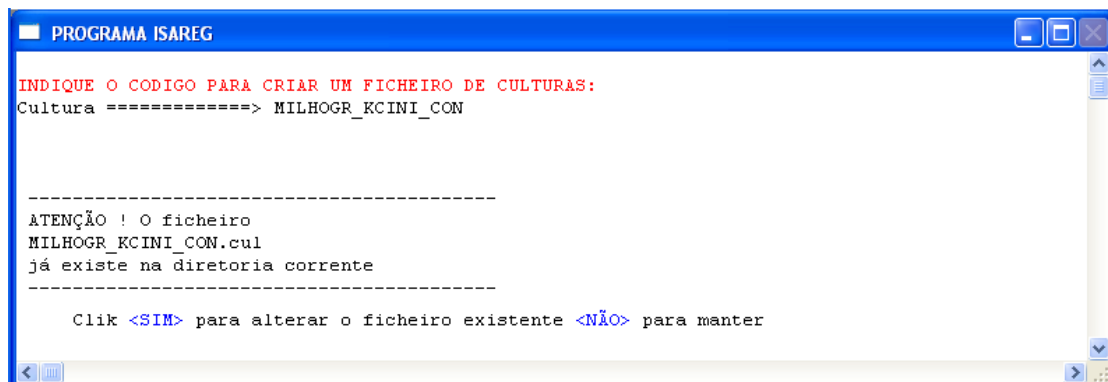 PROGRAMA ISAREG
INDIQUE O CODIGO PARA CRIAR UM FICHEIRO DE CULTURAS:
Cultura =============> MILHOGR_KCINI_CON
------------------------------------------
ATENÇÃO ! O ficheiro
MILHOGR_KCINI_CON.cul
já existe na diretoria corrente
------------------------------------------
Clik <SIM> para alterar o ficheiro existente <NÃO> para manter